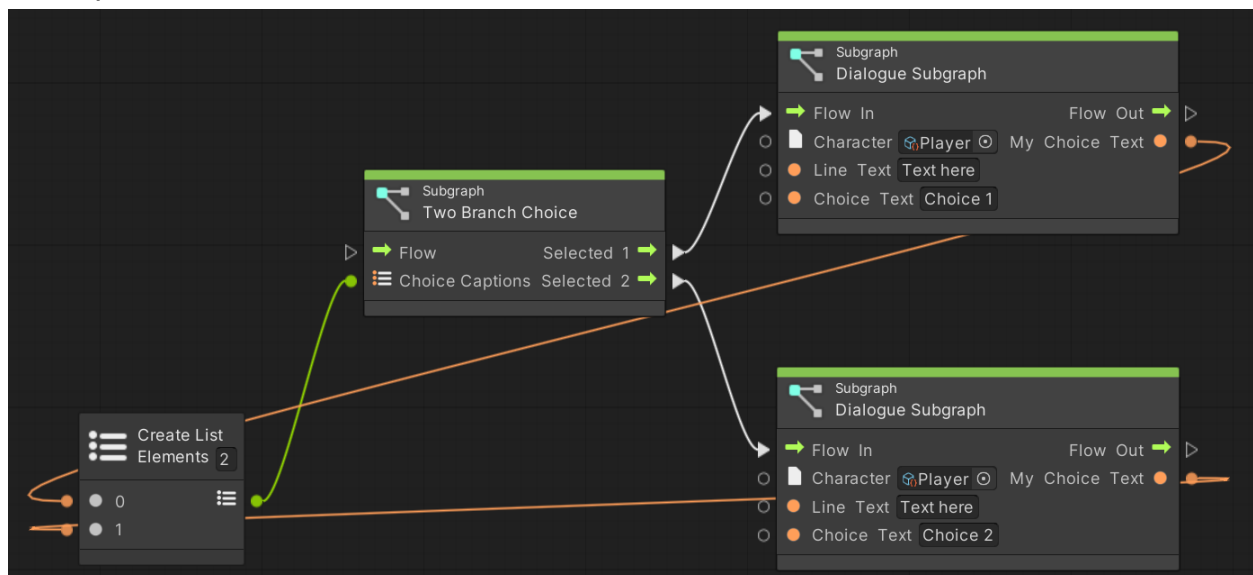 Subgraph
Dialogue Subgraph
Flow In Flow Out
Character Player My Choice Text
Line Text Text here
Choice Text Choice 1
Subgraph
Two Branch Choice
Flow Selected 1
Choice Captions Selected 2
Subgraph
Dialogue Subgraph
Flow In Flow Out
Character Player My Choice Text
Line Text Text here
Choice Text Choice 2
Create List
Elements 2
0
1